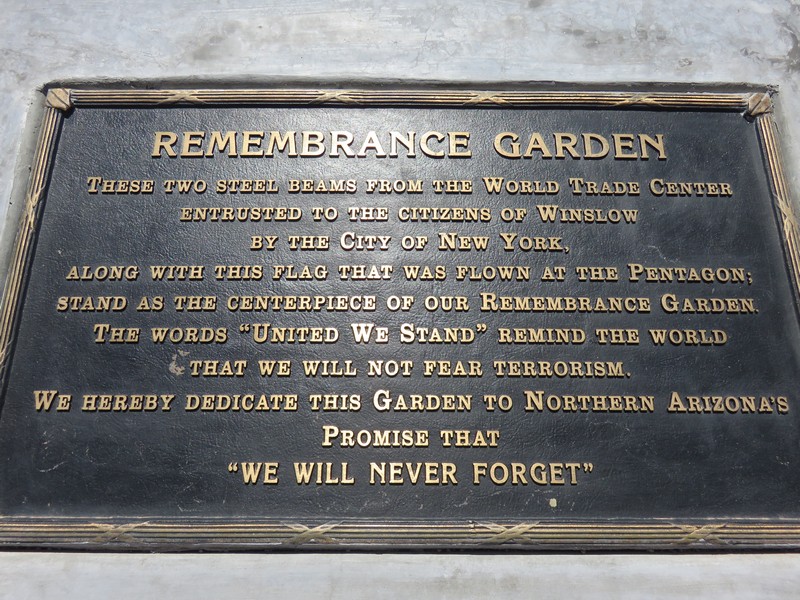 REMEMBRANCE GARDEN
THESE TWO STEEL BEAMS FROM THE WORLD TRADE CENTER
ENTRUSTED TO THE CITIZENS OF WINSLOW
BY THE CITY OF NEW YORK,
ALONG WITH THIS FLAG THAT WAS FLOWN AT THE PENTAGON;
STAND AS THE CENTERPIECE OF OUR REMEMBRANCE GARDEN.
THE WORDS “UNITED WE STAND” REMIND THE WORLD
THAT WE WILL NOT FEAR TERRORISM.
WE HEREBY DEDICATE THIS GARDEN TO NORTHERN ARIZONA'S
PROMISE THAT
“WE WILL NEVER FORGET”